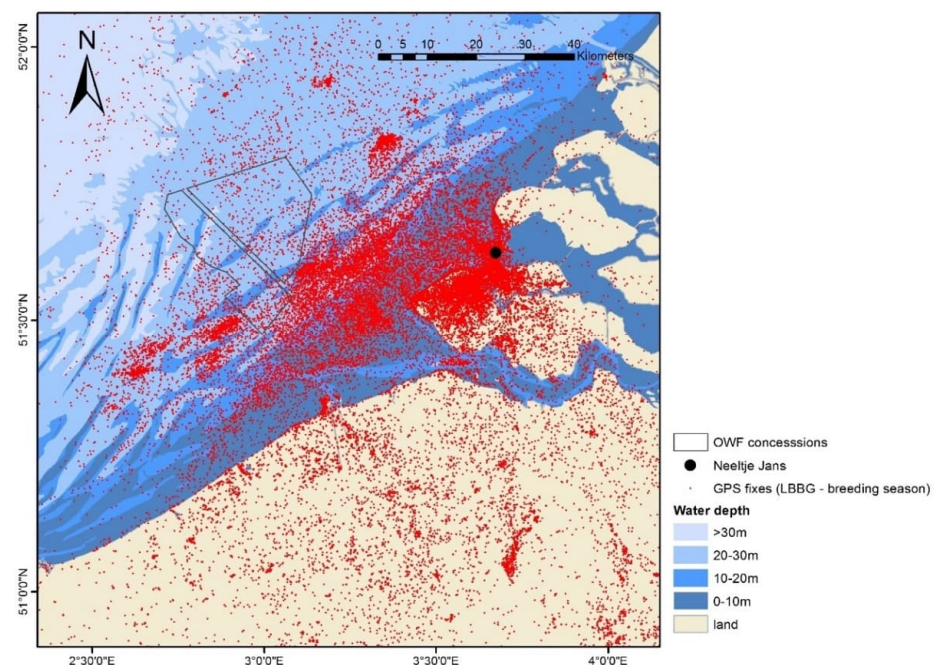 N
0 5 10 20 30 40
Kilometers
52°0'0"N
51°30'0"N
51°0'0"N
2°30'0"E 3°0'0"E 3°30'0"E 4°0'0"E
OWF concesssions
Neeltje Jans
GPS fixes (LBBG - breeding season)
Water depth
>30m
20-30m
10-20m
0-10m
land